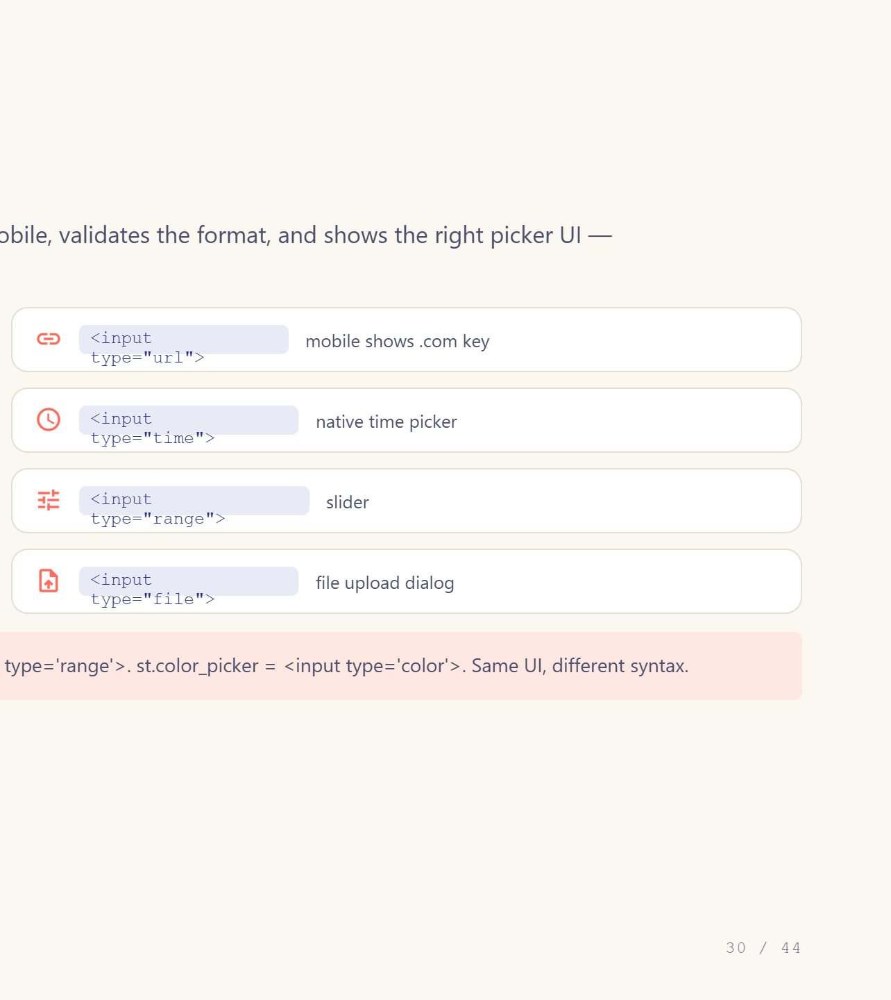 obile, validates the format, and shows the right picker UI —
<input
type="url">
mobile shows .com key
<input
type="time">
native time picker
<input
type="range">
slider
<input
type="file">
file upload dialog
type='range'>. st.color_picker = <input type='color'>. Same UI, different syntax.
30 / 44